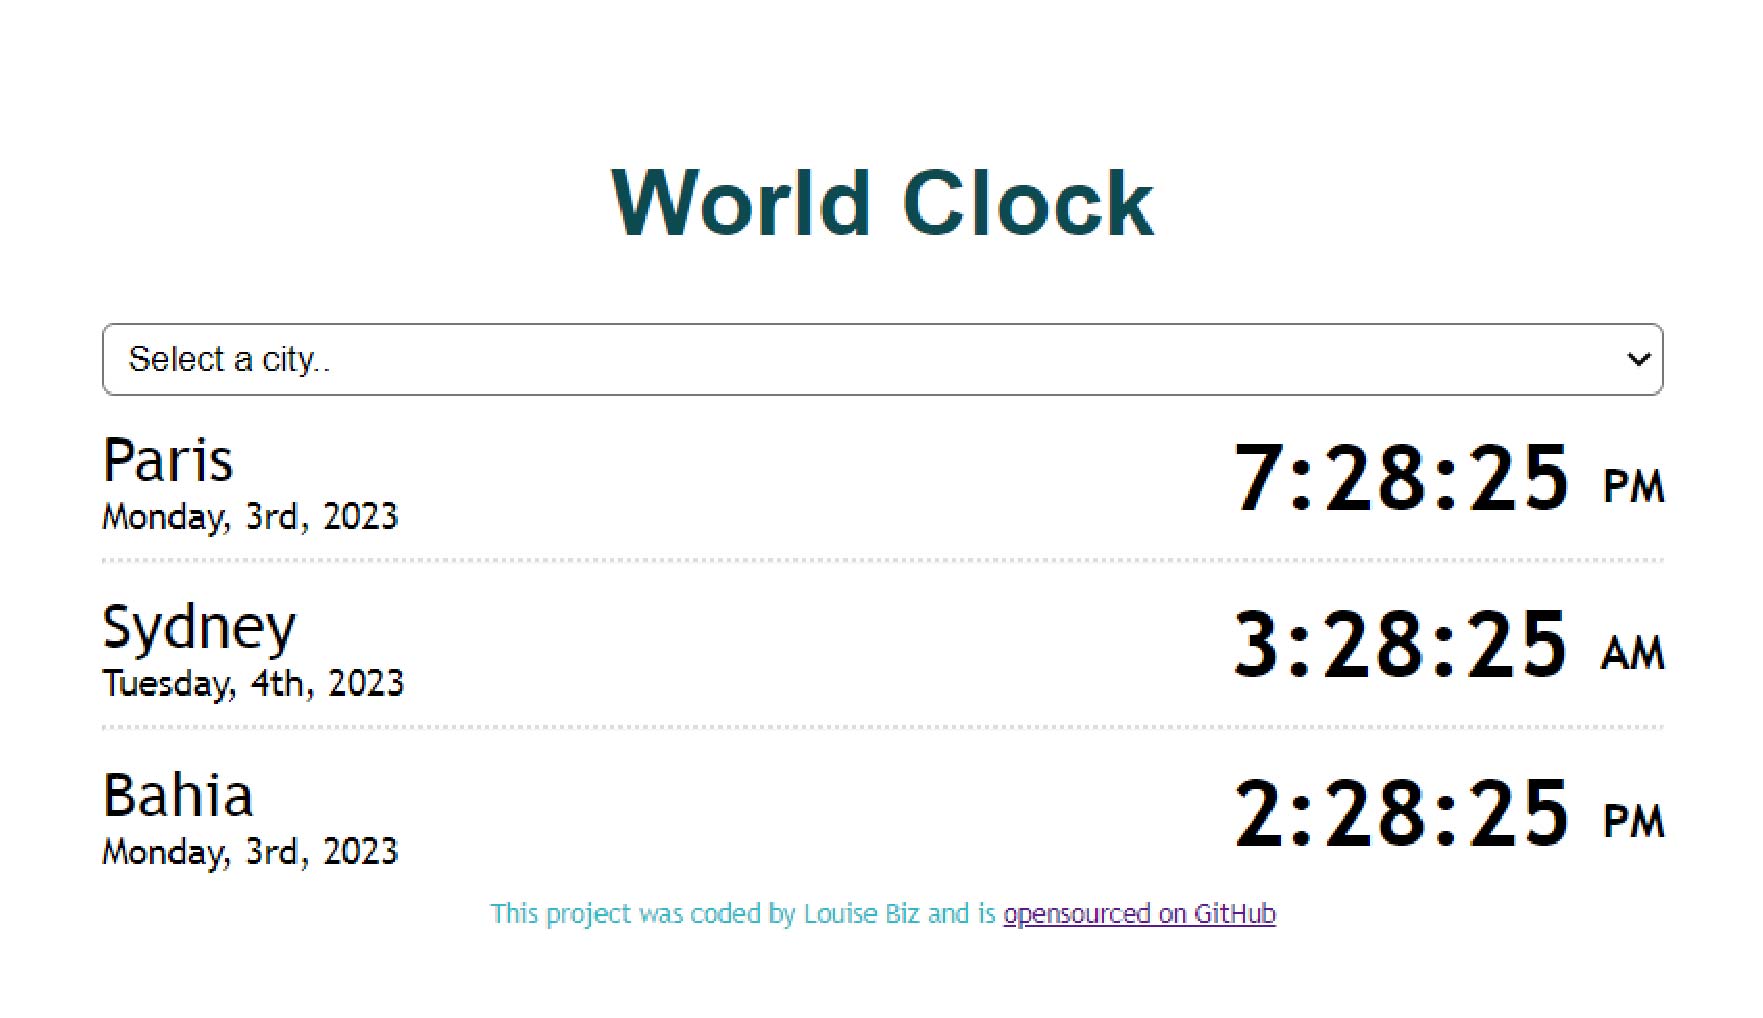 World Clock
Select a city..
Paris
7:28:25 PM
Monday, 3rd, 2023
Sydney
3:28:25 AM
Tuesday, 4th, 2023
Bahia
2:28:25 PM
Monday, 3rd, 2023
This project was coded by Louise Biz and is opensourced on GitHub